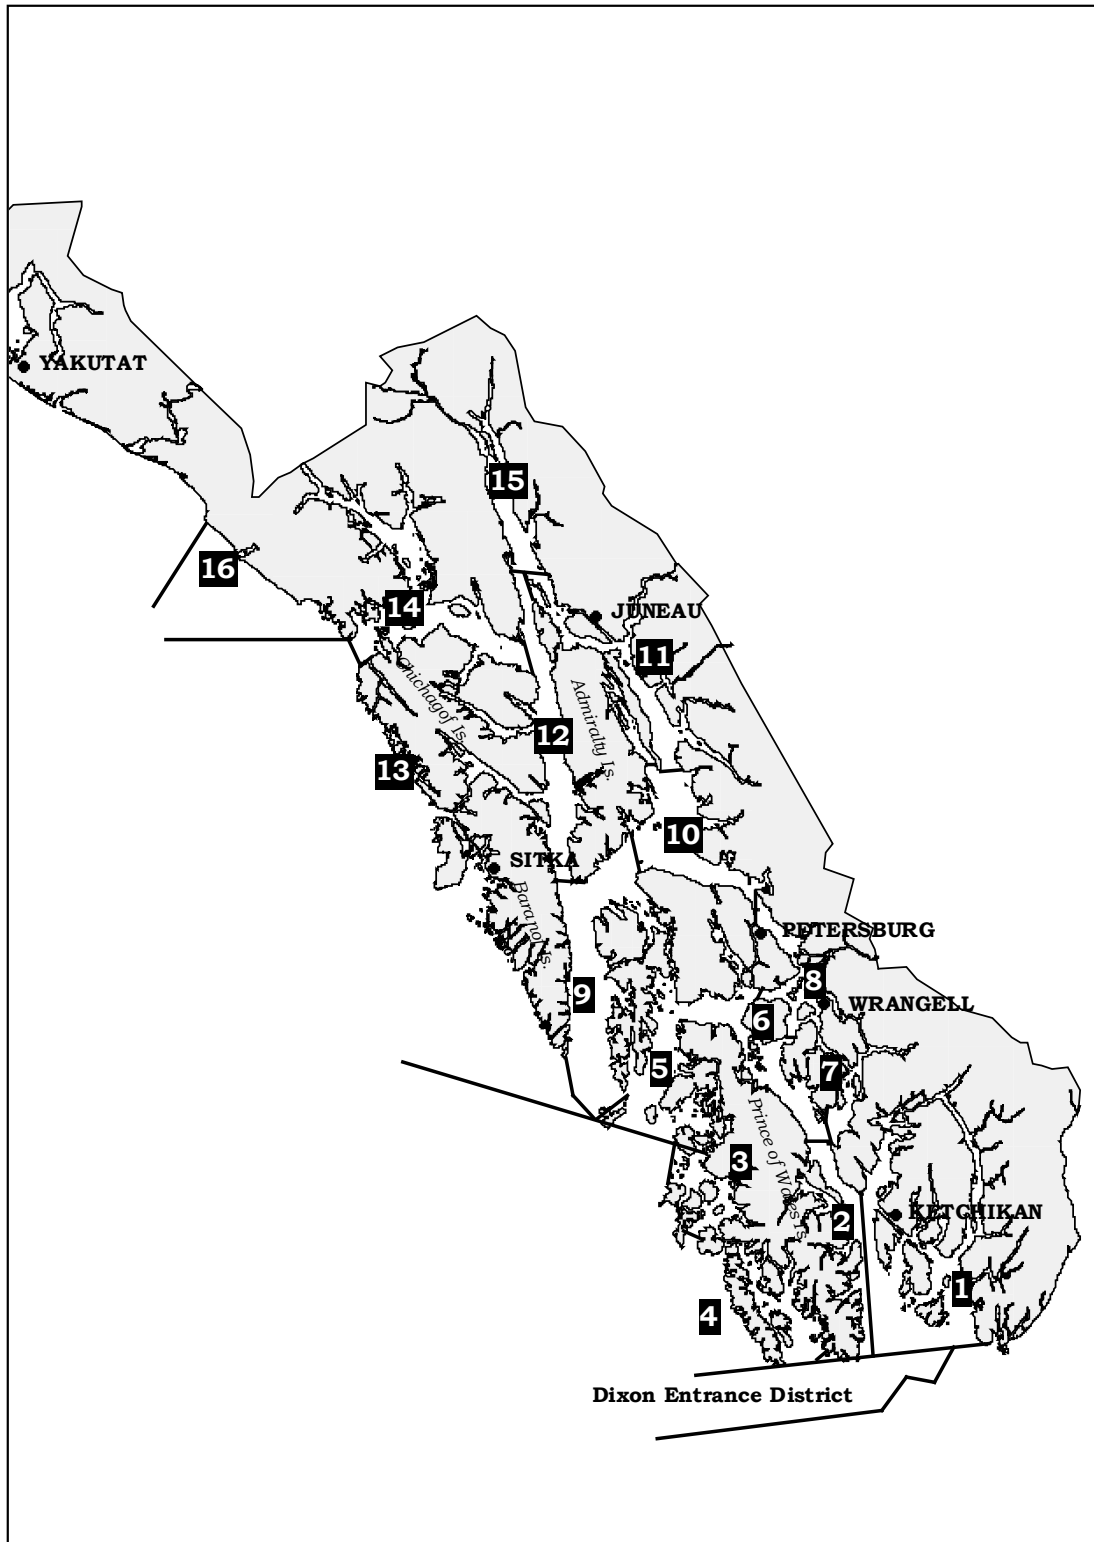 YAKUTAT
15
16
14
JUNEAU
11
Chichagof Is.
Admiralty Is.
12
13
10
SITKA
Baranof Is.
PETERSBURG
8
9
WRANGELL
6
5
7
Prince of Wales Is.
3
KETCHIKAN
2
1
4
Dixon Entrance District